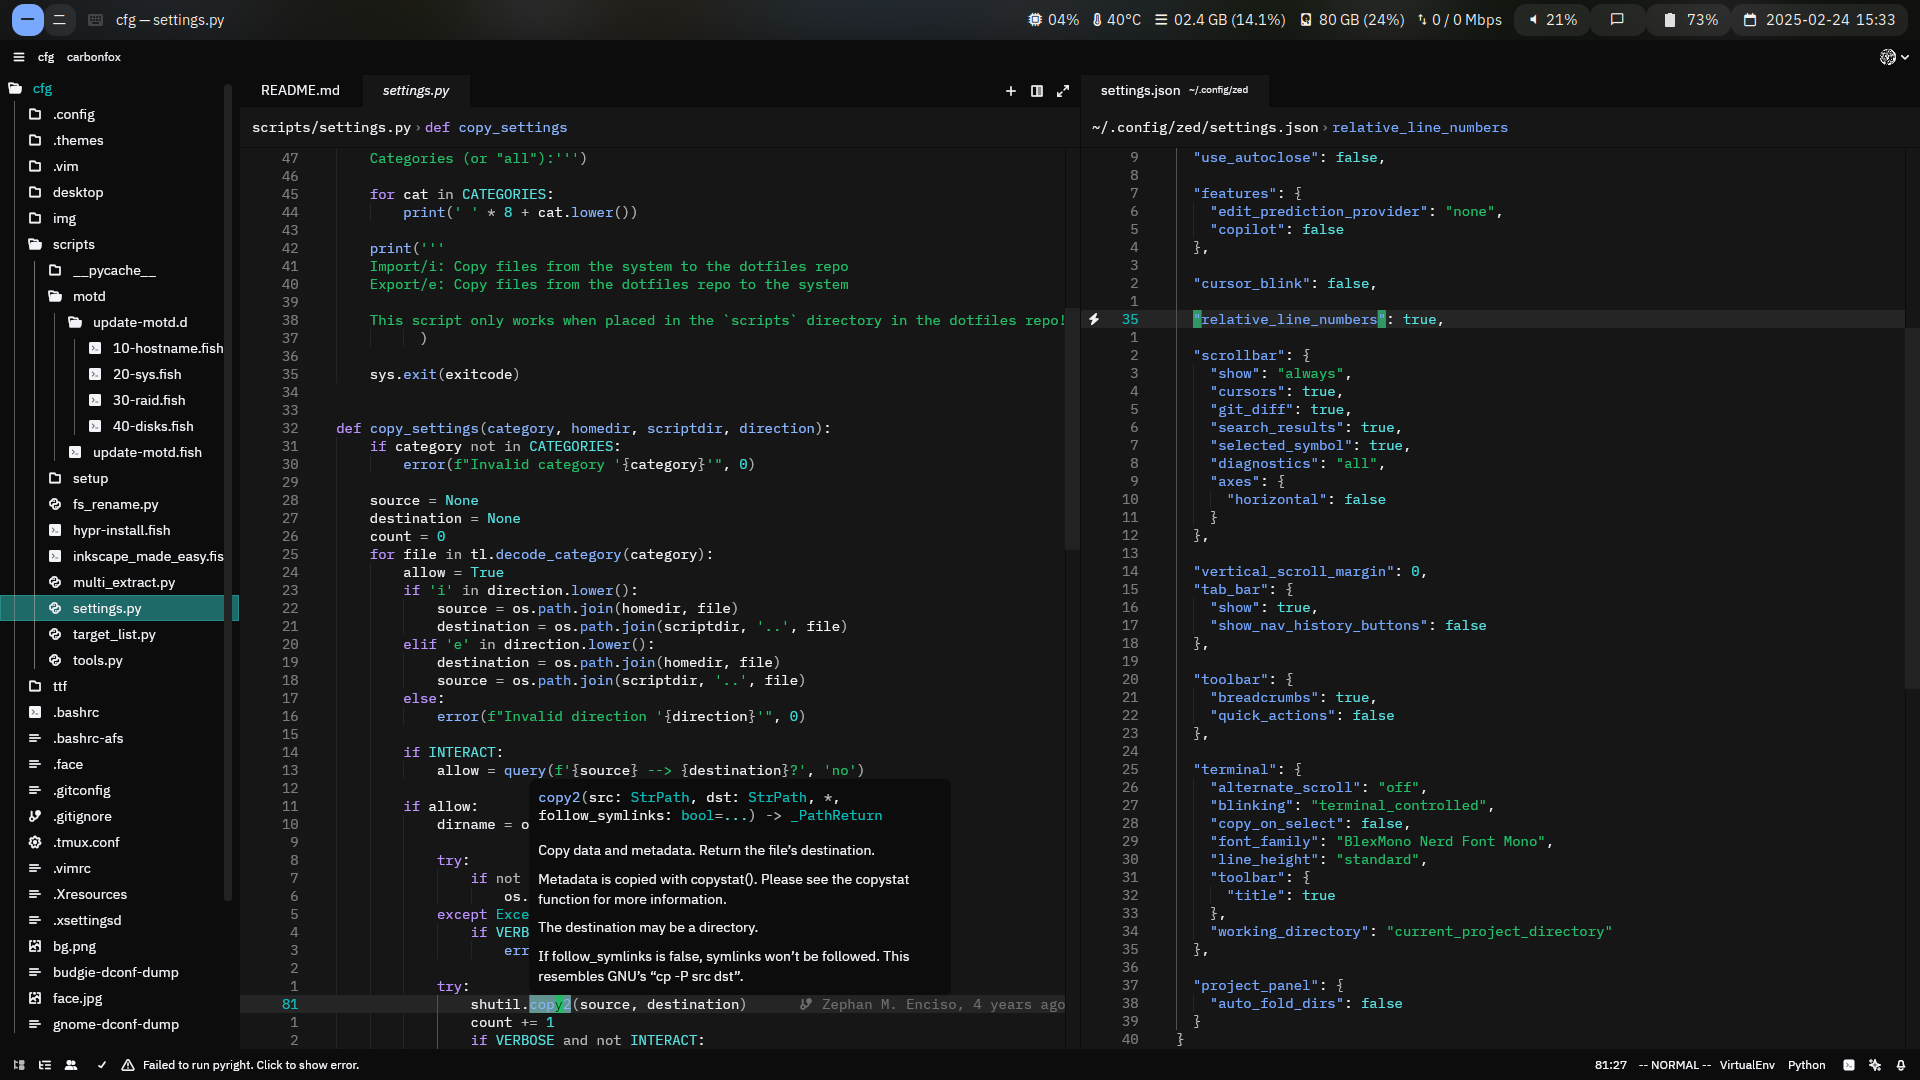 cfg — settings.py
04%
40°C
02.4 GB (14.1%)
80 GB (24%)
0 / 0 Mbps
21%
73%
2025-02-24 15:33
cfg carbonfox
cfg
.config
.themes
.vim
desktop
img
scripts
__pycache__
motd
update-motd.d
10-hostname.fish
20-sys.fish
30-raid.fish
40-disks.fish
update-motd.fish
setup
fs_rename.py
hypr-install.fish
inkscape_made_easy.fis
multi_extract.py
settings.py
target_list.py
tools.py
ttf
.bashrc
.bashrc-afs
.face
.gitconfig
.gitignore
.tmux.conf
.vimrc
.Xresources
.xsettingsd
bg.png
budgie-dconf-dump
face.jpg
gnome-dconf-dump
README.md
settings.py
scripts/settings.py › def copy_settings
47 Categories (or "all"):''')
46
45 for cat in CATEGORIES:
44 print(' ' * 8 + cat.lower())
43
42 print('''
41 Import/i: Copy files from the system to the dotfiles repo
40 Export/e: Copy files from the dotfiles repo to the system
39
38 This script only works when placed in the `scripts` directory in the dotfiles repo!
37 )
36
35 sys.exit(exitcode)
34
33
32 def copy_settings(category, homedir, scriptdir, direction):
31 if category not in CATEGORIES:
30 error(f"Invalid category '{category}'", 0)
29
28 source = None
27 destination = None
26 count = 0
25 for file in tl.decode_category(category):
24 allow = True
23 if 'i' in direction.lower():
22 source = os.path.join(homedir, file)
21 destination = os.path.join(scriptdir, '..', file)
20 elif 'e' in direction.lower():
19 destination = os.path.join(homedir, file)
18 source = os.path.join(scriptdir, '..', file)
17 else:
16 error(f"Invalid direction '{direction}'", 0)
15
14 if INTERACT:
13 allow = query(f'{source} --> {destination}?', 'no')
12
11 if allow:
10 dirname = o
9
8 try:
7 if not
6 os.
5 except Exce
4 if VERB
3 err
2
1 try:
81 shutil.copy2(source, destination) Zephan M. Enciso, 4 years ago
1 count += 1
2 if VERBOSE and not INTERACT:
copy2(src: StrPath, dst: StrPath, *,
follow_symlinks: bool=...) -> _PathReturn
Copy data and metadata. Return the file's destination.
Metadata is copied with copystat(). Please see the copystat
function for more information.
The destination may be a directory.
If follow_symlinks is false, symlinks won't be followed. This
resembles GNU's “cp -P src dst”.
settings.json ~/.config/zed
~/.config/zed/settings.json › relative_line_numbers
9 "use_autoclose": false,
8
7 "features": {
6 "edit_prediction_provider": "none",
5 "copilot": false
4 },
3
2 "cursor_blink": false,
1
35 "relative_line_numbers": true,
1
2 "scrollbar": {
3 "show": "always",
4 "cursors": true,
5 "git_diff": true,
6 "search_results": true,
7 "selected_symbol": true,
8 "diagnostics": "all",
9 "axes": {
10 "horizontal": false
11 }
12 },
13
14 "vertical_scroll_margin": 0,
15 "tab_bar": {
16 "show": true,
17 "show_nav_history_buttons": false
18 },
19
20 "toolbar": {
21 "breadcrumbs": true,
22 "quick_actions": false
23 },
24
25 "terminal": {
26 "alternate_scroll": "off",
27 "blinking": "terminal_controlled",
28 "copy_on_select": false,
29 "font_family": "BlexMono Nerd Font Mono",
30 "line_height": "standard",
31 "toolbar": {
32 "title": true
33 },
34 "working_directory": "current_project_directory"
35 },
36
37 "project_panel": {
38 "auto_fold_dirs": false
39 }
40 }
Failed to run pyright. Click to show error.
81:27 -- NORMAL -- VirtualEnv Python